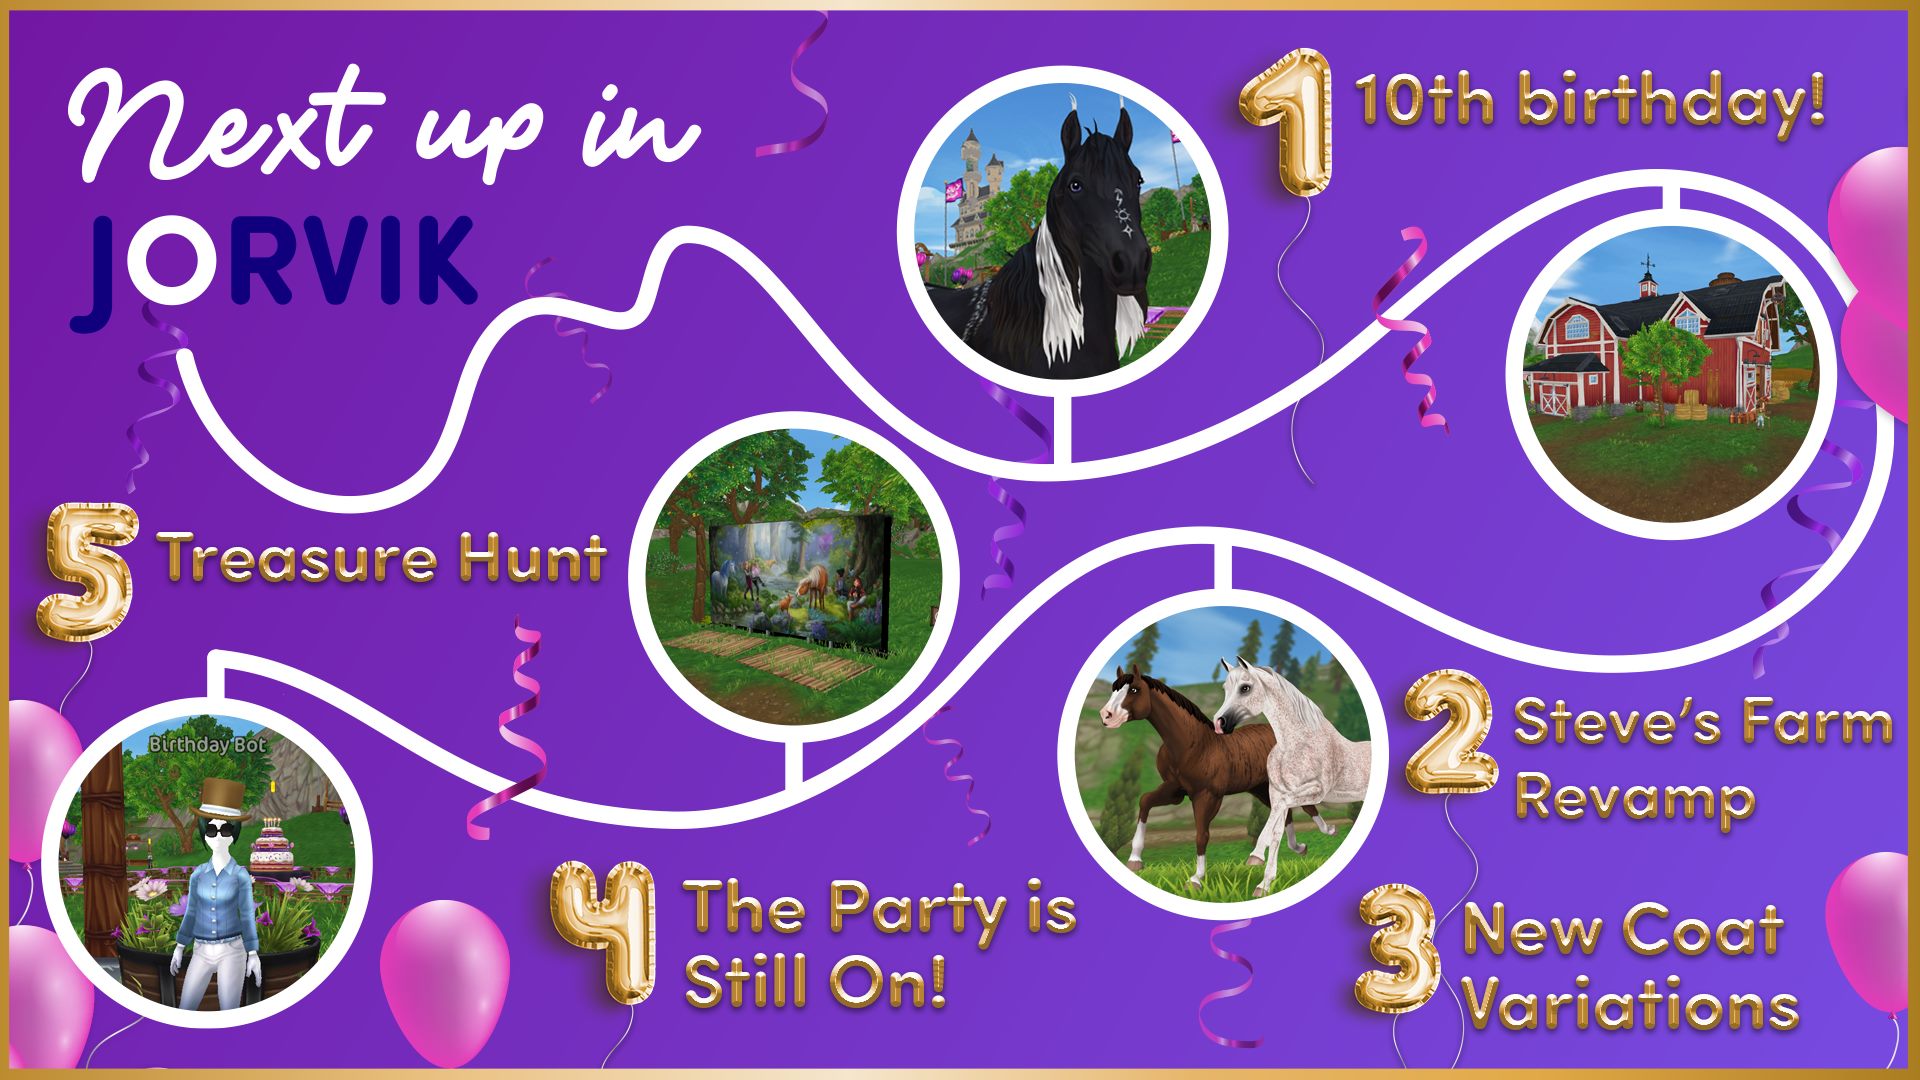 Next up in
JORVIK
1 10th birthday!
2 Steve's Farm
Revamp
3 New Coat
Variations
4 The Party is
Still On!
5 Treasure Hunt
Birthday Bot